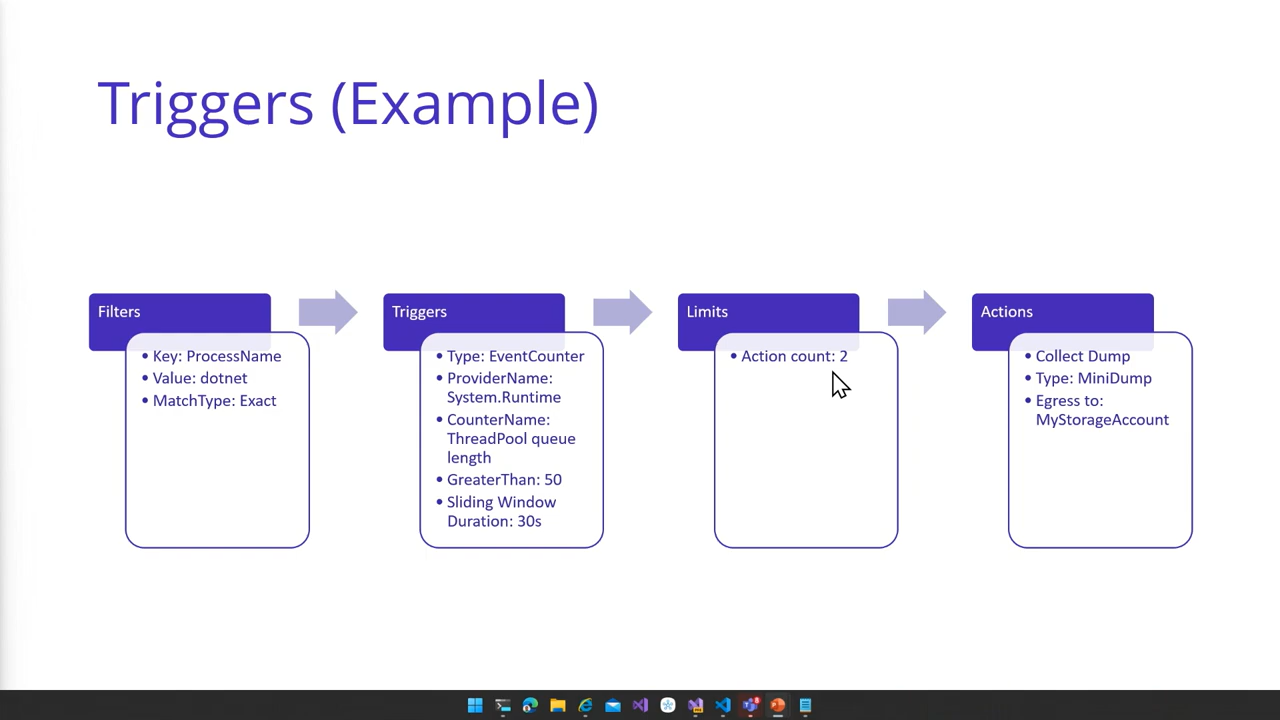 Triggers (Example)
Filters
• Key: ProcessName
• Value: dotnet
• MatchType: Exact
Triggers
• Type: EventCounter
• ProviderName:
System.Runtime
• CounterName:
ThreadPool queue
length
• GreaterThan: 50
• Sliding Window
Duration: 30s
Limits
• Action count: 2
Actions
• Collect Dump
• Type: MiniDump
• Egress to:
MyStorageAccount